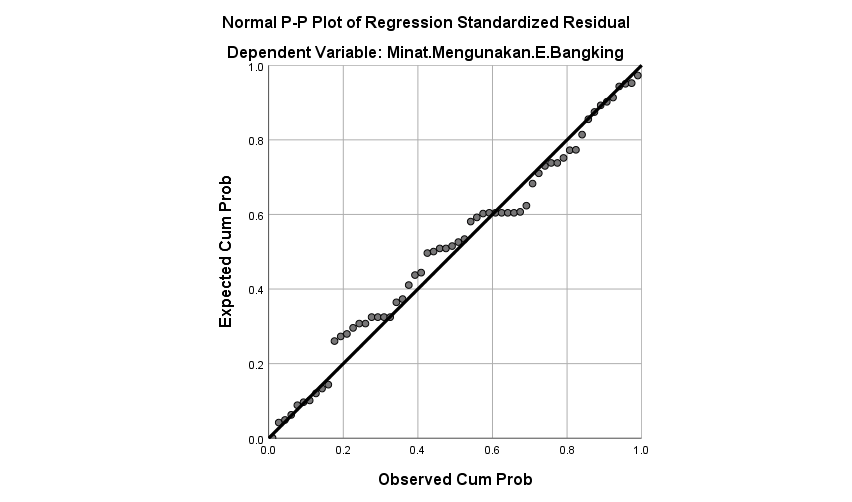 Normal P-P Plot of Regression Standardized Residual
Dependent Variable: Minat.Mengunakan.E.Bangking
1.0
0.8
0.6
0.4
0.2
0.0
Expected Cum Prob
0.0 0.2 0.4 0.6 0.8 1.0
Observed Cum Prob